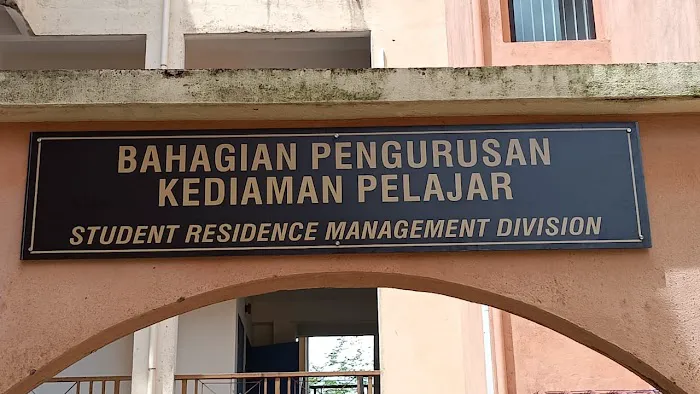 BAHAGIAN PENGURUSAN
KEDIAMAN PELAJAR
STUDENT RESIDENCE MANAGEMENT DIVISION